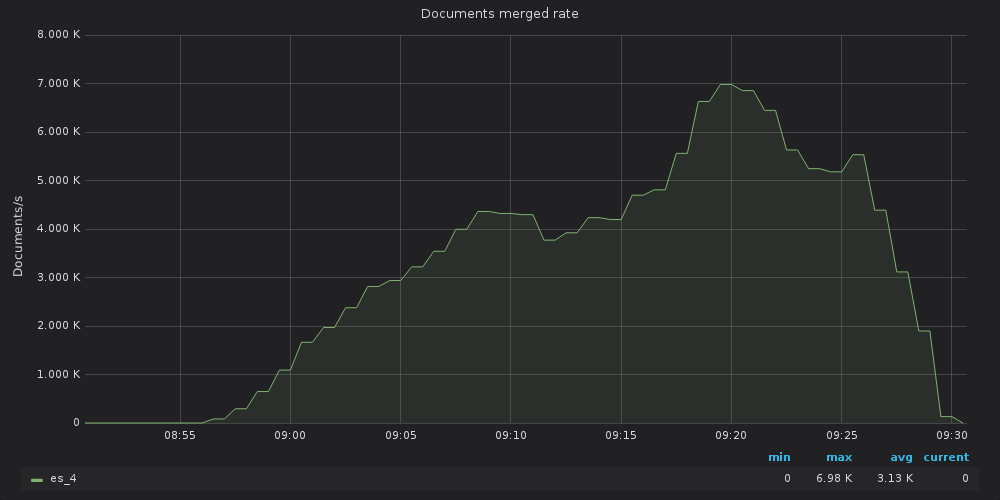 Documents merged rate
8.000 K
7.000 K
6.000 K
5.000 K
4.000 K
3.000 K
2.000 K
1.000 K
0
Documents/s
08:55 09:00 09:05 09:10 09:15 09:20 09:25 09:30
min max avg current
es_4 0 6.98 K 3.13 K 0